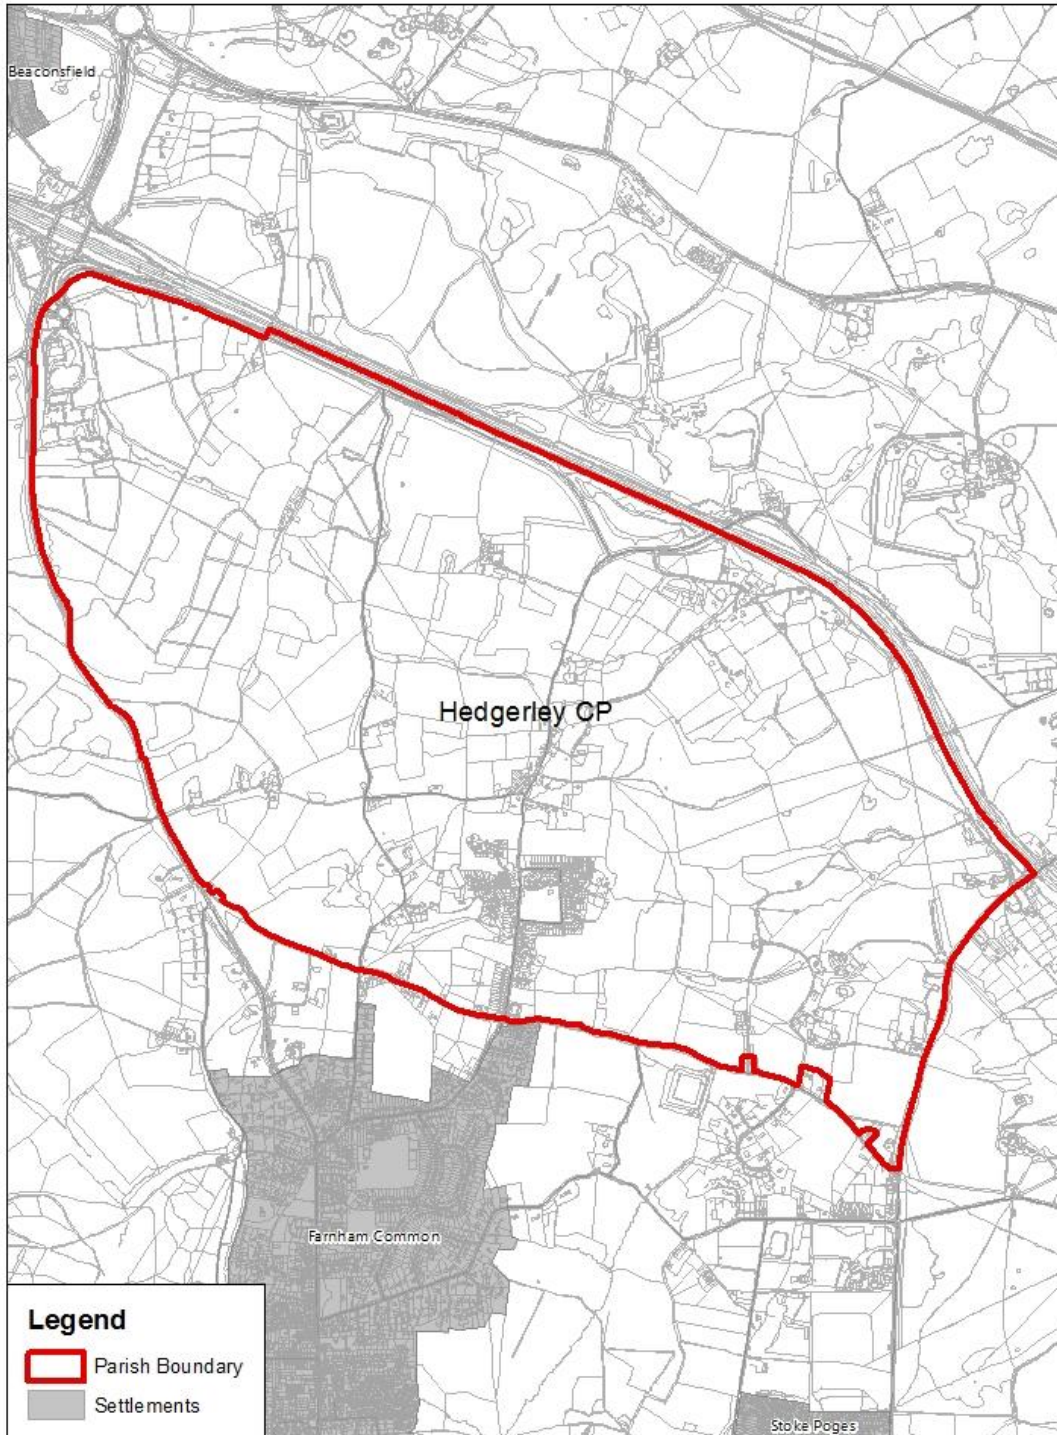 Beaconsfield
Hedgerley CP
Farnham Common
Legend
Parish Boundary
Settlements
Stoke Poges